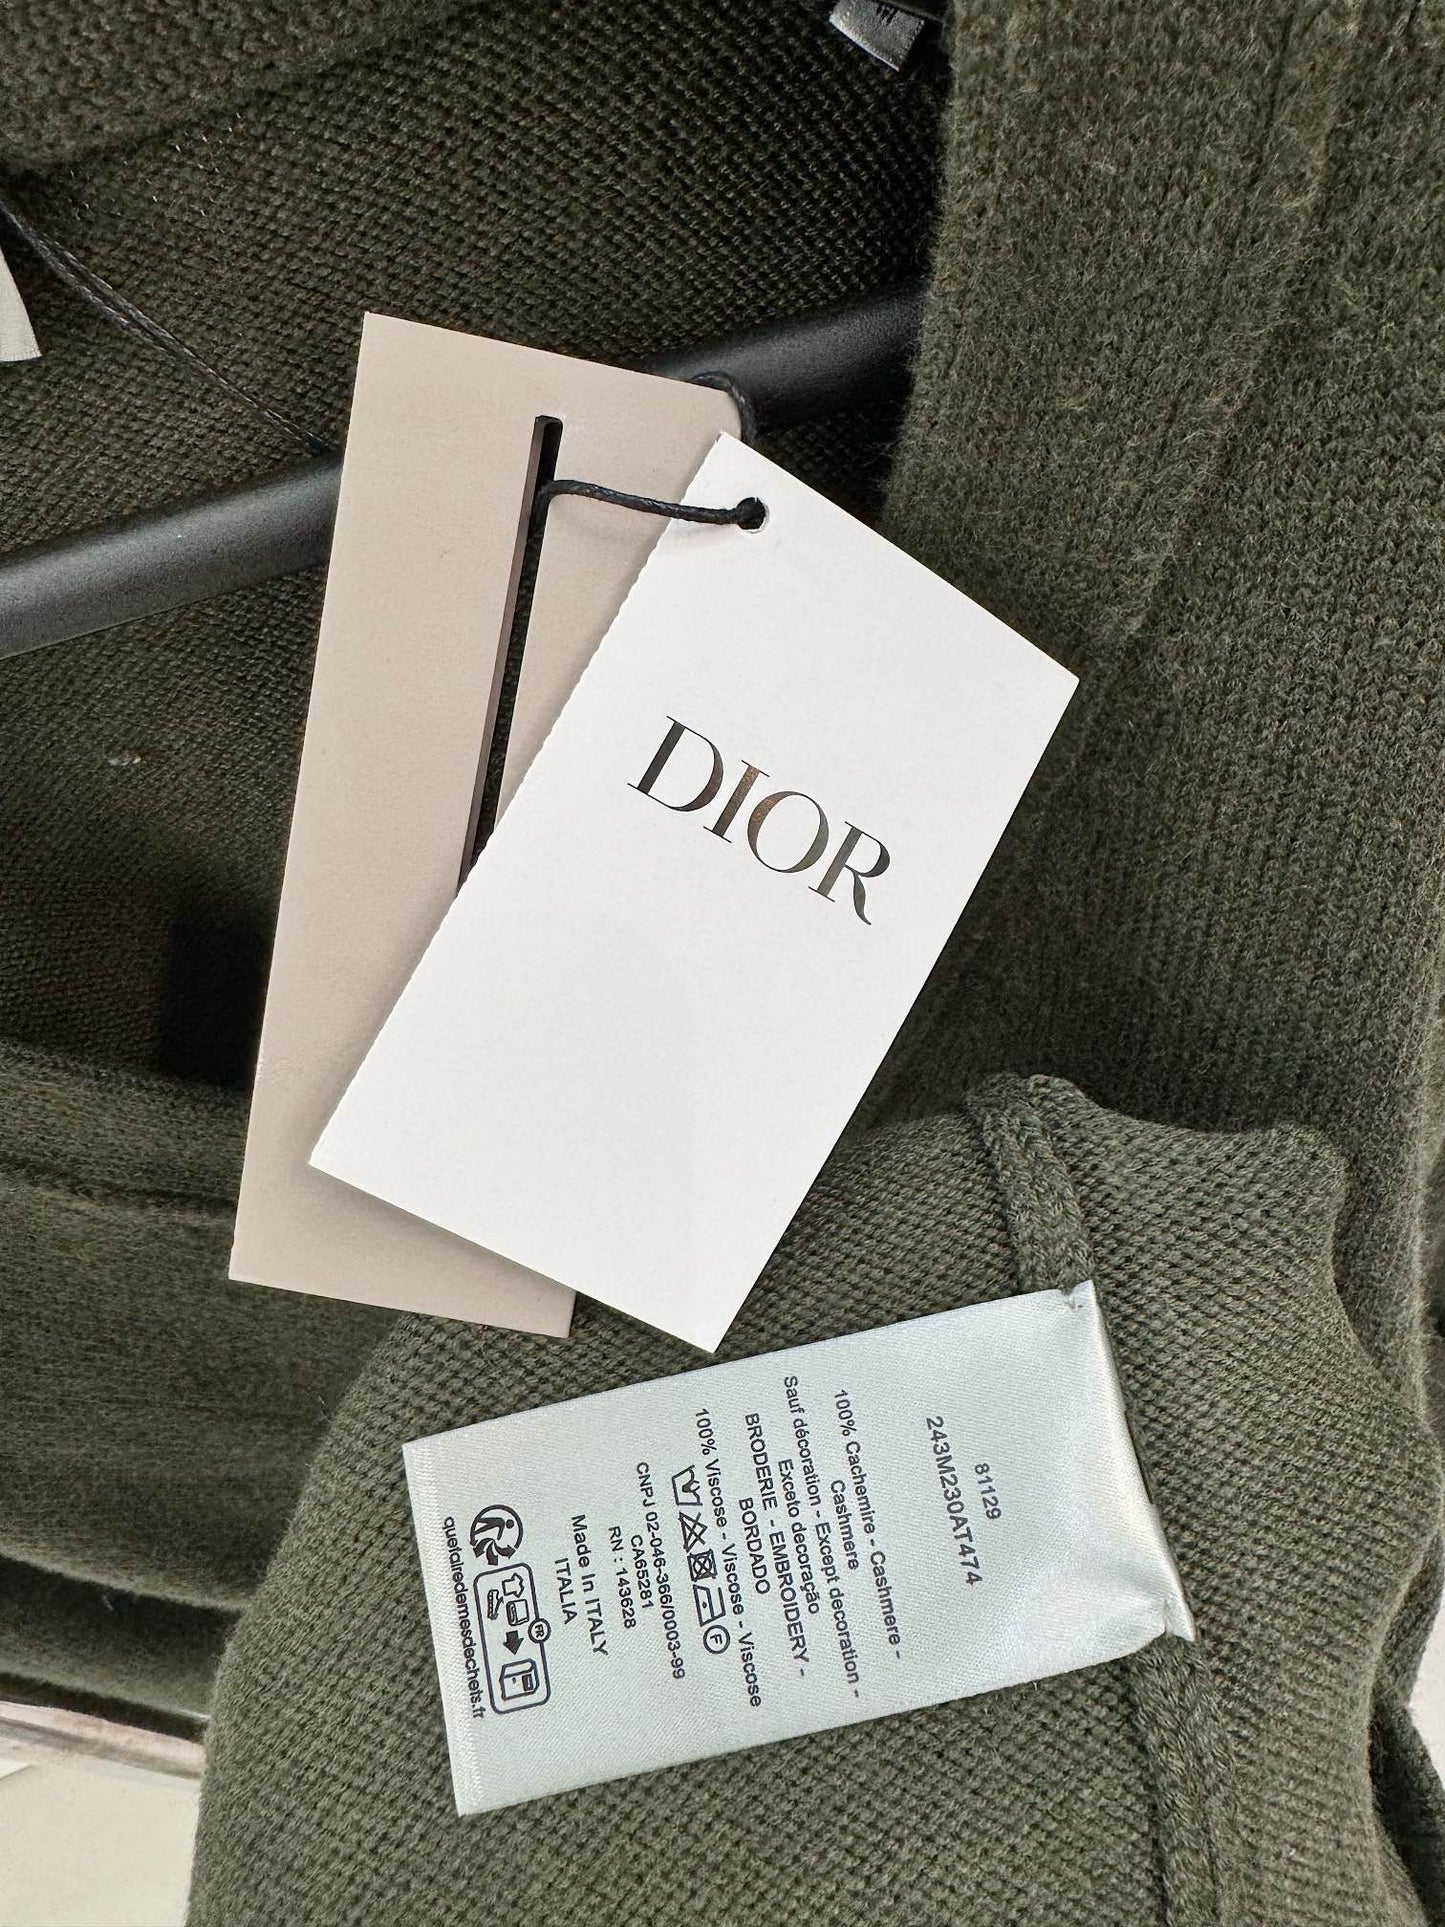 DIOR
81129
243M230AT474
100% Cachemire - Cashmere -
Cashmere
Sauf décoration - Except decoration -
Exceto decoração
BRODERIE - EMBROIDERY -
BORDADO
100% Viscose - Viscose - Viscose
F
CNPJ 02-046-366/0003-99
CA65281
RN : 143628
Made In ITALY
ITALIA
FR
quefairedemesdechets.fr